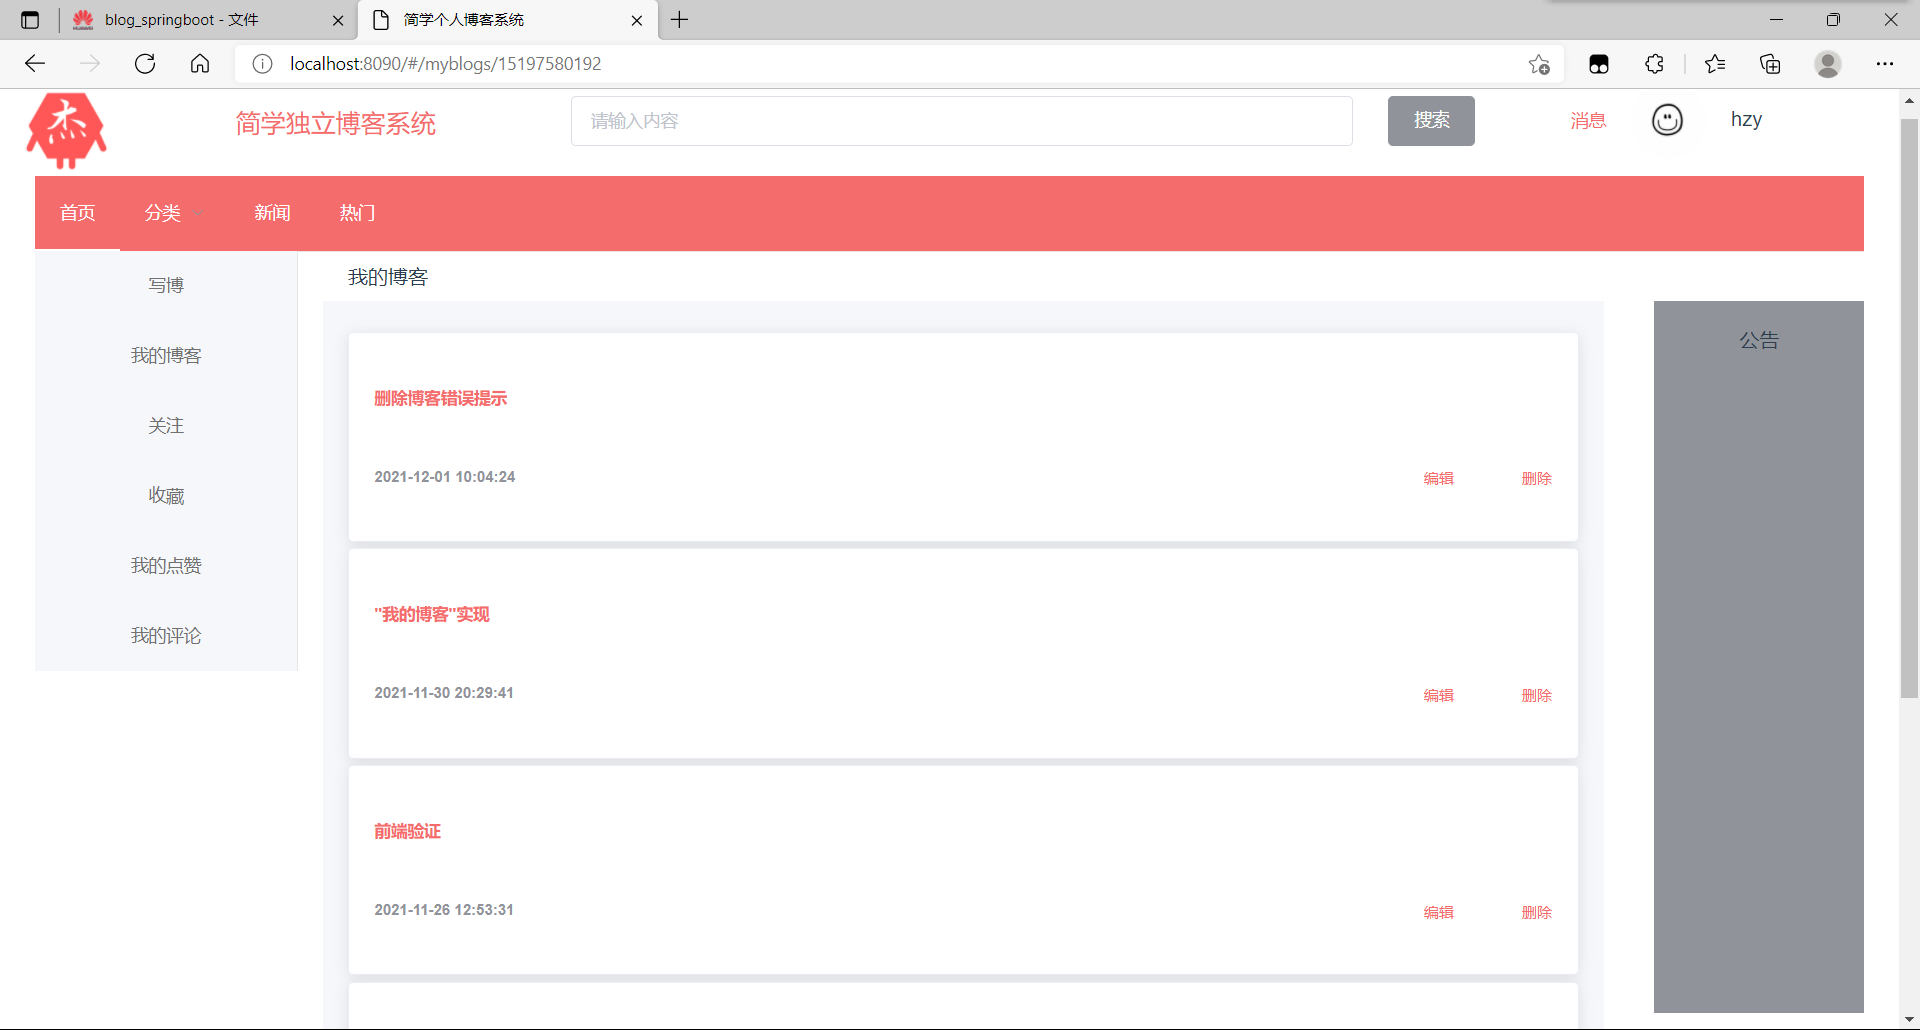 blog_springboot - 文件
简学个人博客系统
localhost:8090/#/myblogs/15197580192
杰
简学独立博客系统
请输入内容
搜索
消息
hzy
首页 分类 新闻 热门
写博
我的博客
关注
收藏
我的点赞
我的评论
我的博客
删除博客错误提示
2021-12-01 10:04:24 编辑 删除
"我的博客"实现
2021-11-30 20:29:41 编辑 删除
前端验证
2021-11-26 12:53:31 编辑 删除
公告